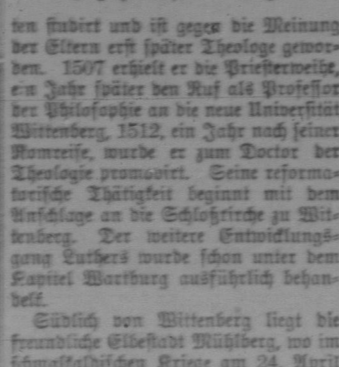 ten studirt und ist gegen die Meinung
der Eltern erst später Theologe gewor-
den. 1507 erhielt er die Priesterweihe,
ein Jahr später den Ruf als Professor
der Philosophie an die neue Universität
Wittenberg, 1512, ein Jahr nach seiner
Romreise, wurde er zum Doctor der
Theologie promovirt. Seine reforma-
torische Thätigkeit beginnt mit dem
Anschlage an die Schloßkirche zu Wit-
tenberg. Der weitere Entwicklungs-
gang Luthers wurde schon unter dem
Kapitel Wartburg ausführlich behan-
delt.
Südlich von Wittenberg liegt die
freundliche Elbestadt Mühlberg, wo im
schmalkaldischen Kriege am 24. April